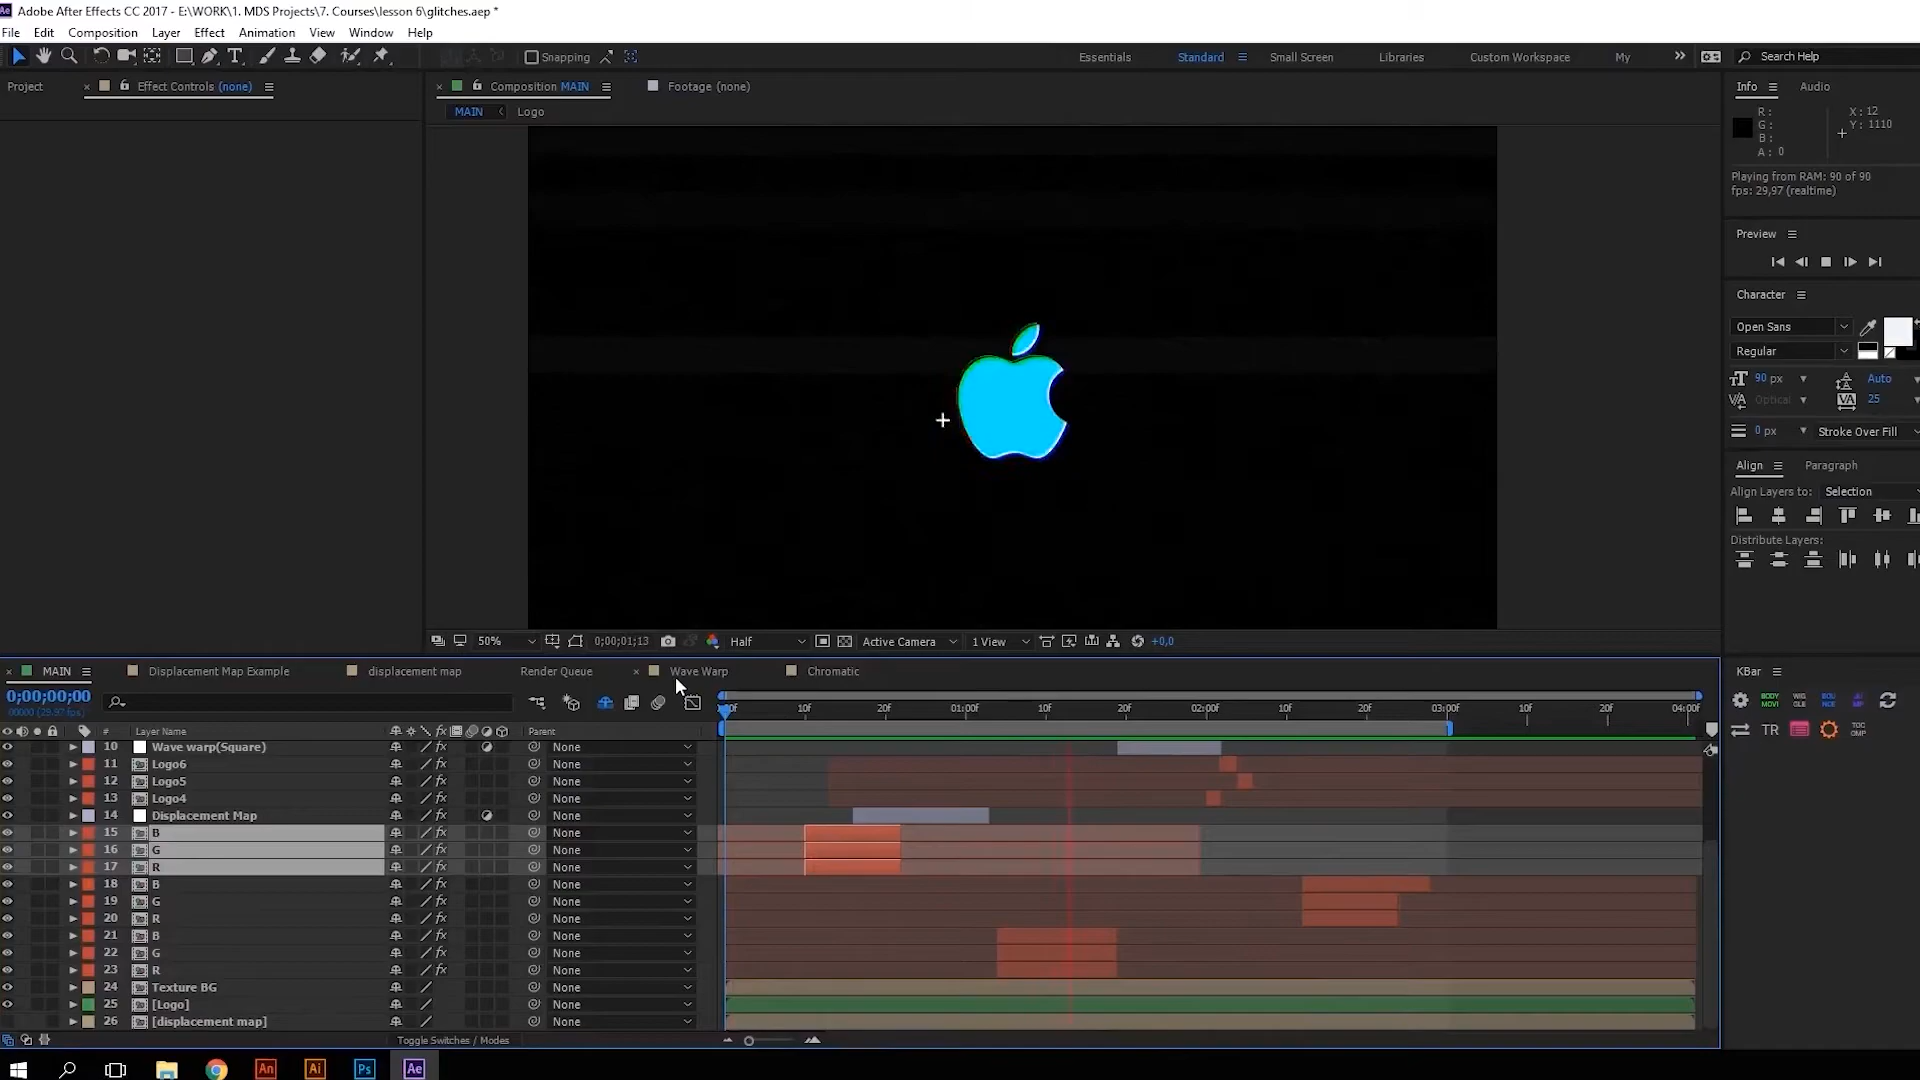 Adobe After Effects CC 2017 - E:\WORK\1. MDS Projects\7. Courses\lesson 6\glitches.aep *
File Edit Composition Layer Effect Animation View Window Help
Snapping Essentials Standard Small Screen Libraries Custom Workspace My Search Help
Project Effect Controls (none) Composition MAIN Footage (none) Info Audio
MAIN Logo
R :
G :
B :
A : 0
X : 12
Y : 1110
Playing from RAM: 90 of 90
fps: 29,97 (realtime)
Preview
Character
Open Sans
Regular
90 px Auto
Optical 25
0 px Stroke Over Fill
Align Paragraph
Align Layers to: Selection
Distribute Layers:
50% 0;00;01;13 Half Active Camera 1 View +0,0
MAIN Displacement Map Example displacement map Render Queue Wave Warp Chromatic
KBar
0;00;00;00
00000 (29.97 fps)
10f 20f 01:00f 10f 20f 02:00f 10f 20f 03:00f 10f 20f 04:00f
# Layer Name Parent
10 Wave warp(Square) None
11 Logo6 None
12 Logo5 None
13 Logo4 None
14 Displacement Map None
15 B None
16 G None
17 R None
18 B None
19 G None
20 R None
21 B None
22 G None
23 R None
24 Texture BG None
25 [Logo] None
26 [displacement map] None
Toggle Switches / Modes
BODY MOVI
TR
An Ai Ps Ae